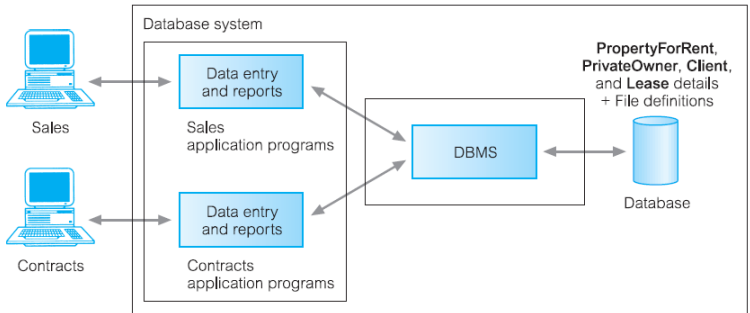 Database system
Data entry
and reports
Sales
Sales
application programs
DBMS
PropertyForRent,
PrivateOwner, Client,
and Lease details
+ File definitions
Database
Data entry
and reports
Contracts
Contracts
application programs